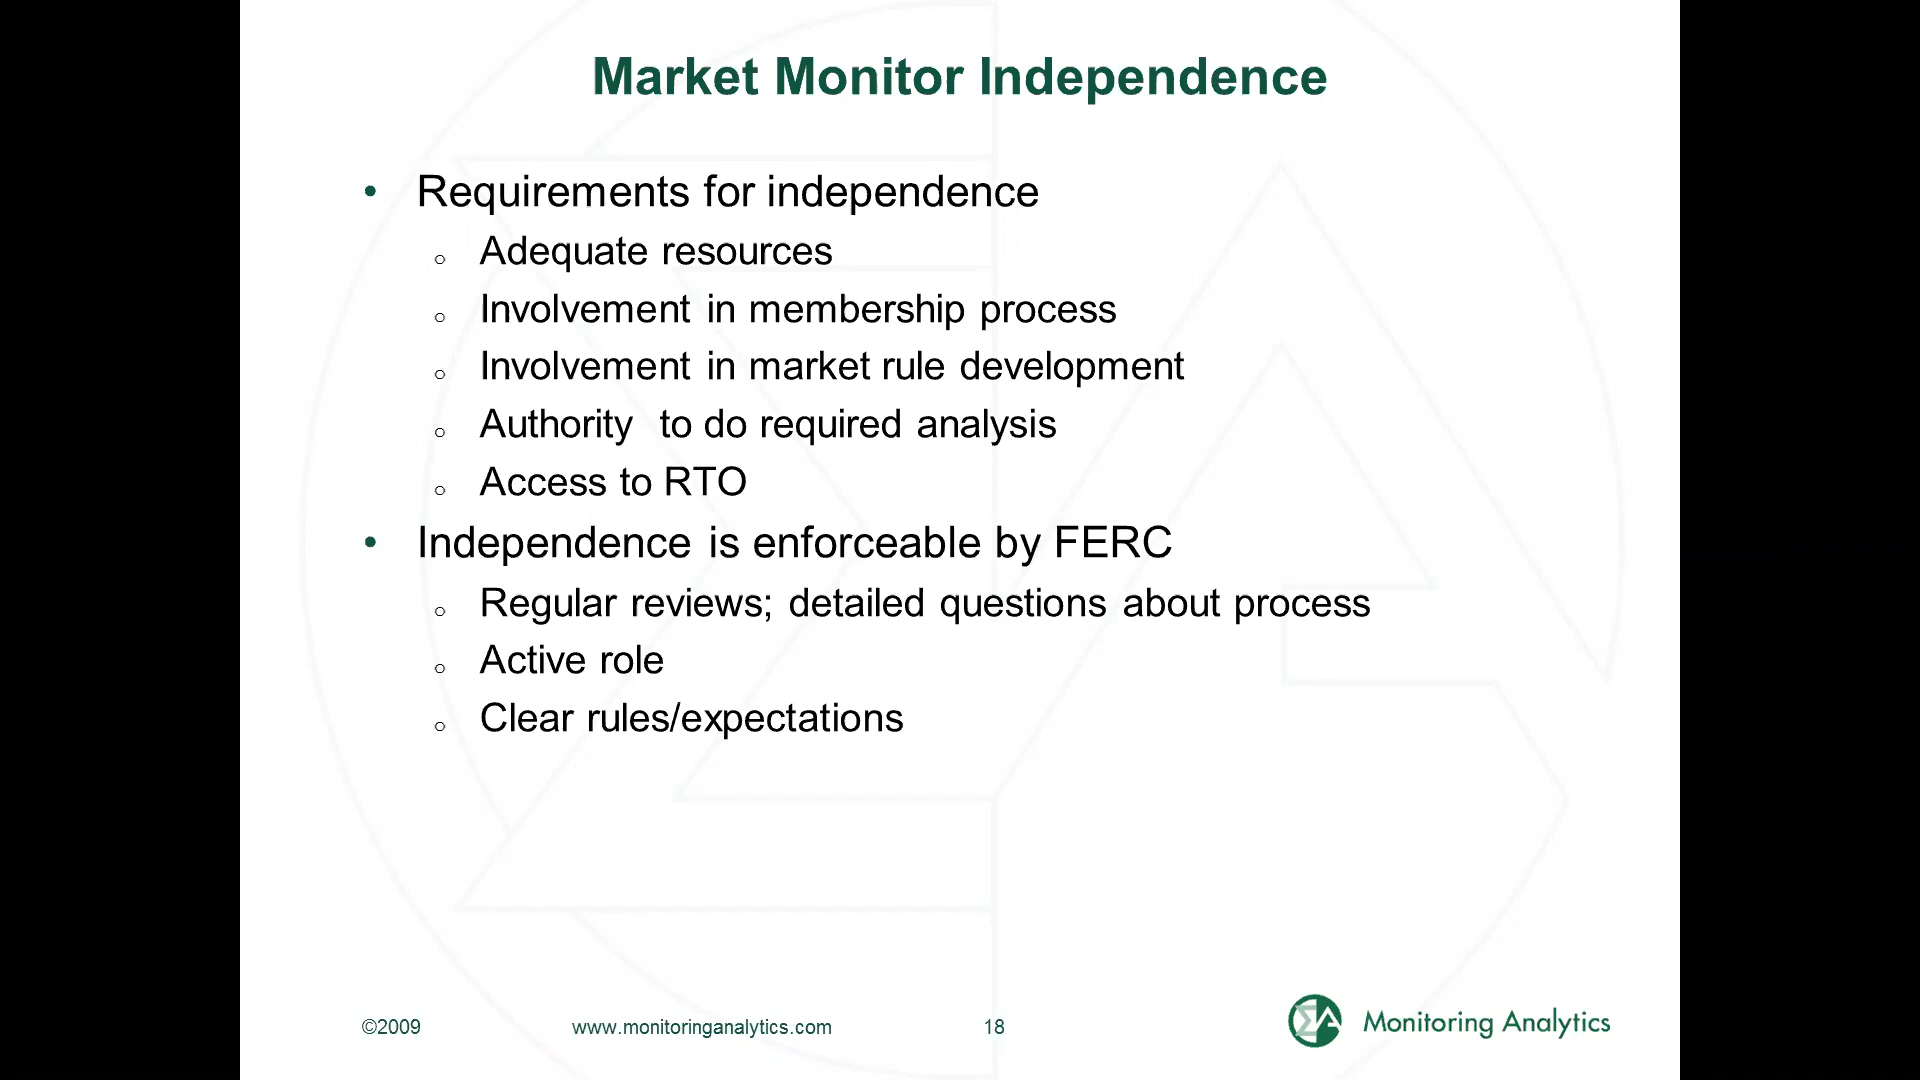 Market Monitor Independence
• Requirements for independence
o Adequate resources
o Involvement in membership process
o Involvement in market rule development
o Authority  to do required analysis
o Access to RTO
• Independence is enforceable by FERC
o Regular reviews; detailed questions about process
o Active role
o Clear rules/expectations
©2009 www.monitoringanalytics.com 18 Monitoring Analytics